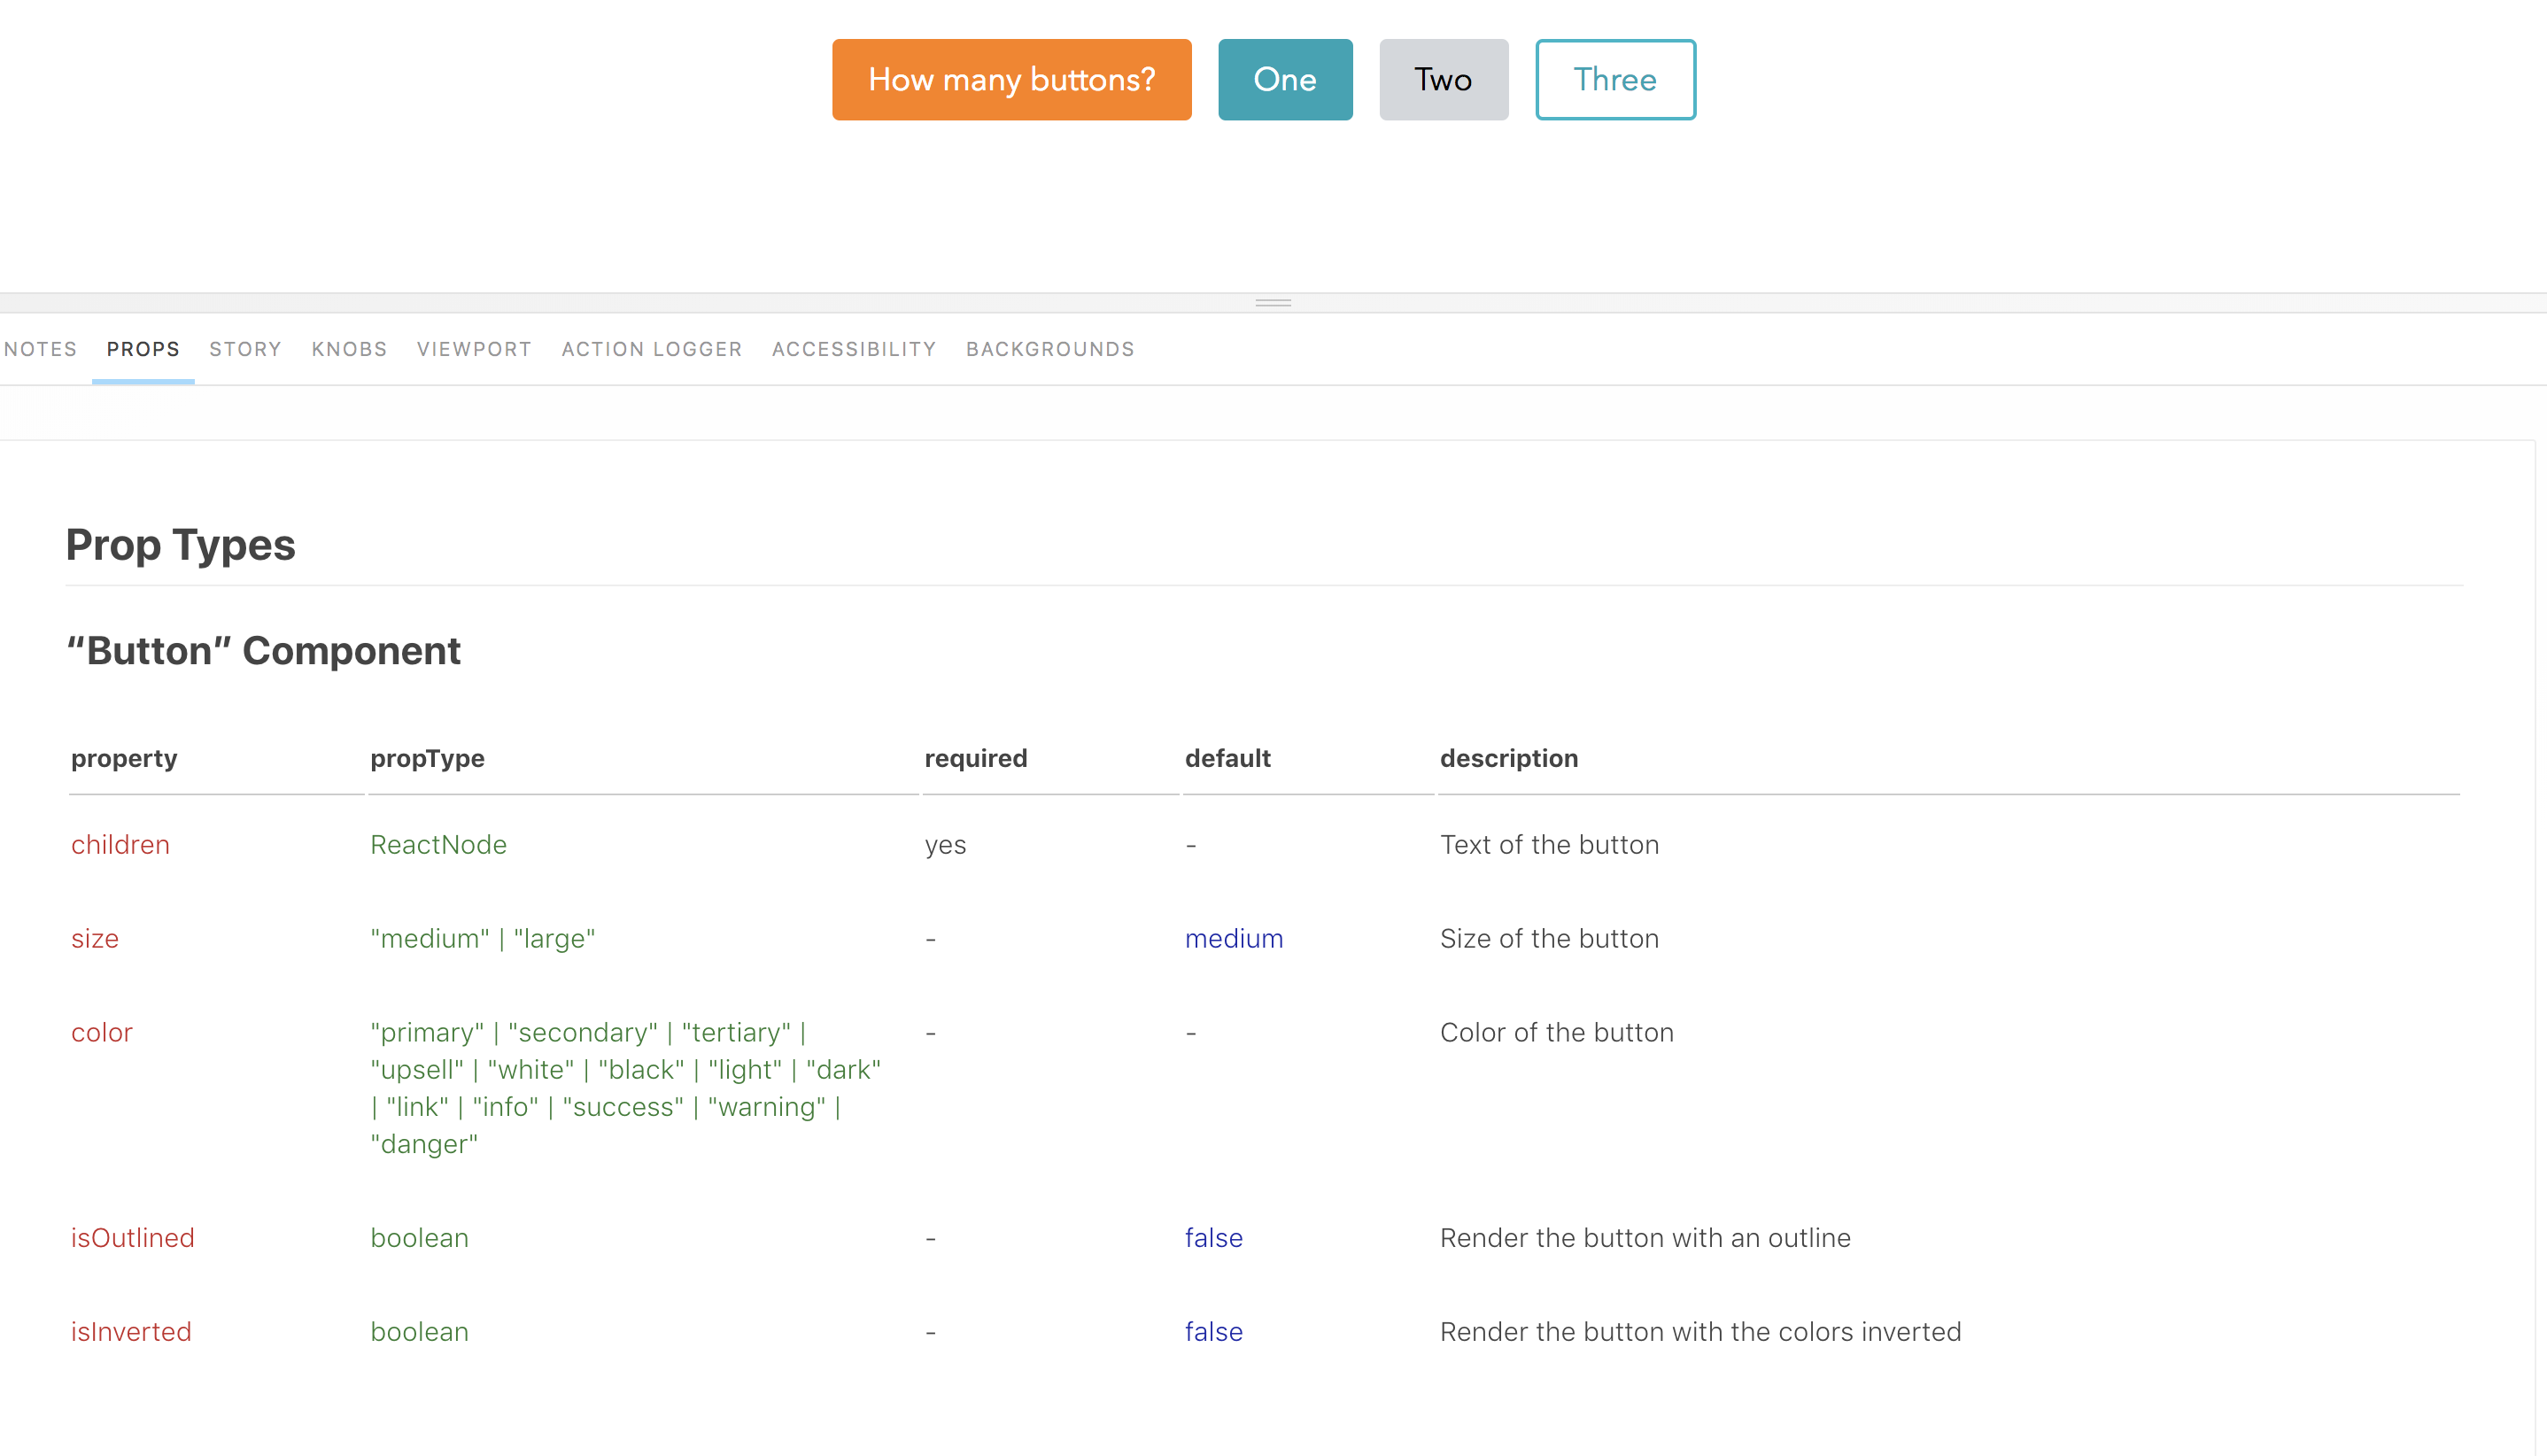 How many buttons? One Two Three
NOTES PROPS STORY KNOBS VIEWPORT ACTION LOGGER ACCESSIBILITY BACKGROUNDS
Prop Types
“Button” Component
property propType required default description
children ReactNode yes - Text of the button
size "medium" | "large" - medium Size of the button
color "primary" | "secondary" | "tertiary" | - - Color of the button
"upsell" | "white" | "black" | "light" | "dark"
| "link" | "info" | "success" | "warning" |
"danger"
isOutlined boolean - false Render the button with an outline
isInverted boolean - false Render the button with the colors inverted